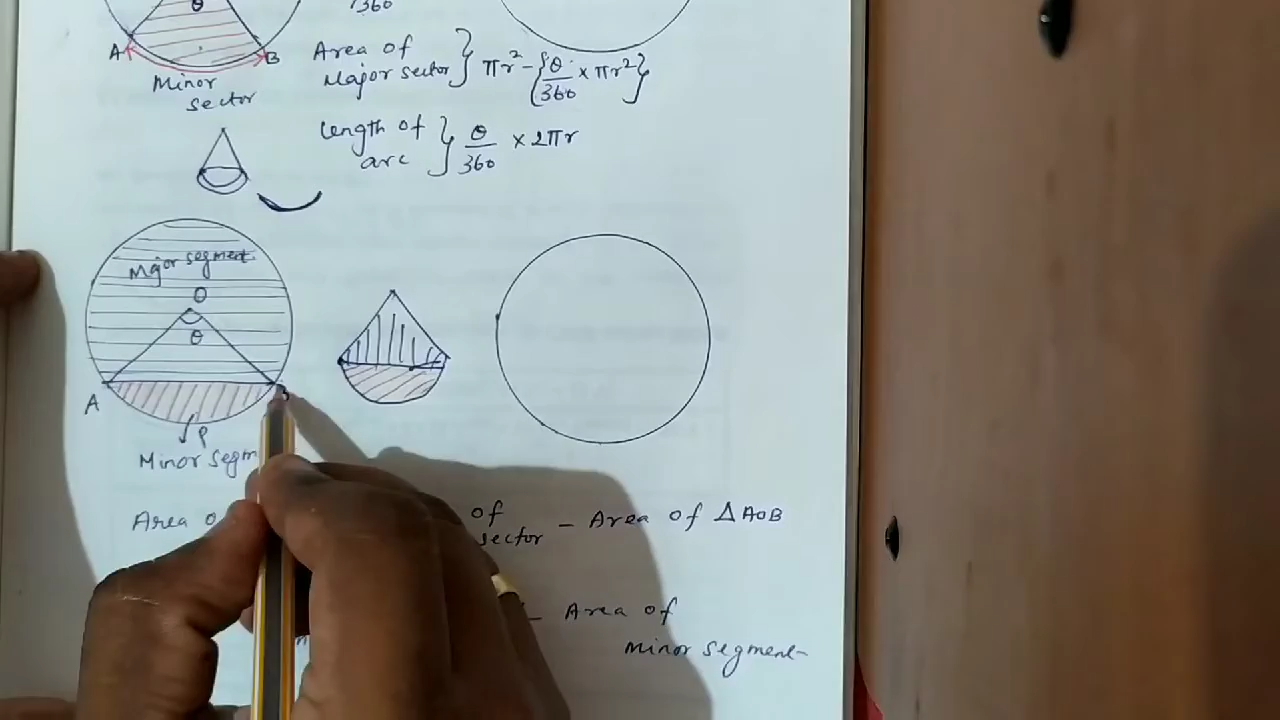 θ
360
A
B
Minor
sector
Area of
Major sector } πr² - {θ/360 × πr²}
length of
arc } θ/360 × 2πr
Major segment
O
θ
A
P
Minor segm
Area o
of
sector - Area of ΔAOB
- Area of
minor segment